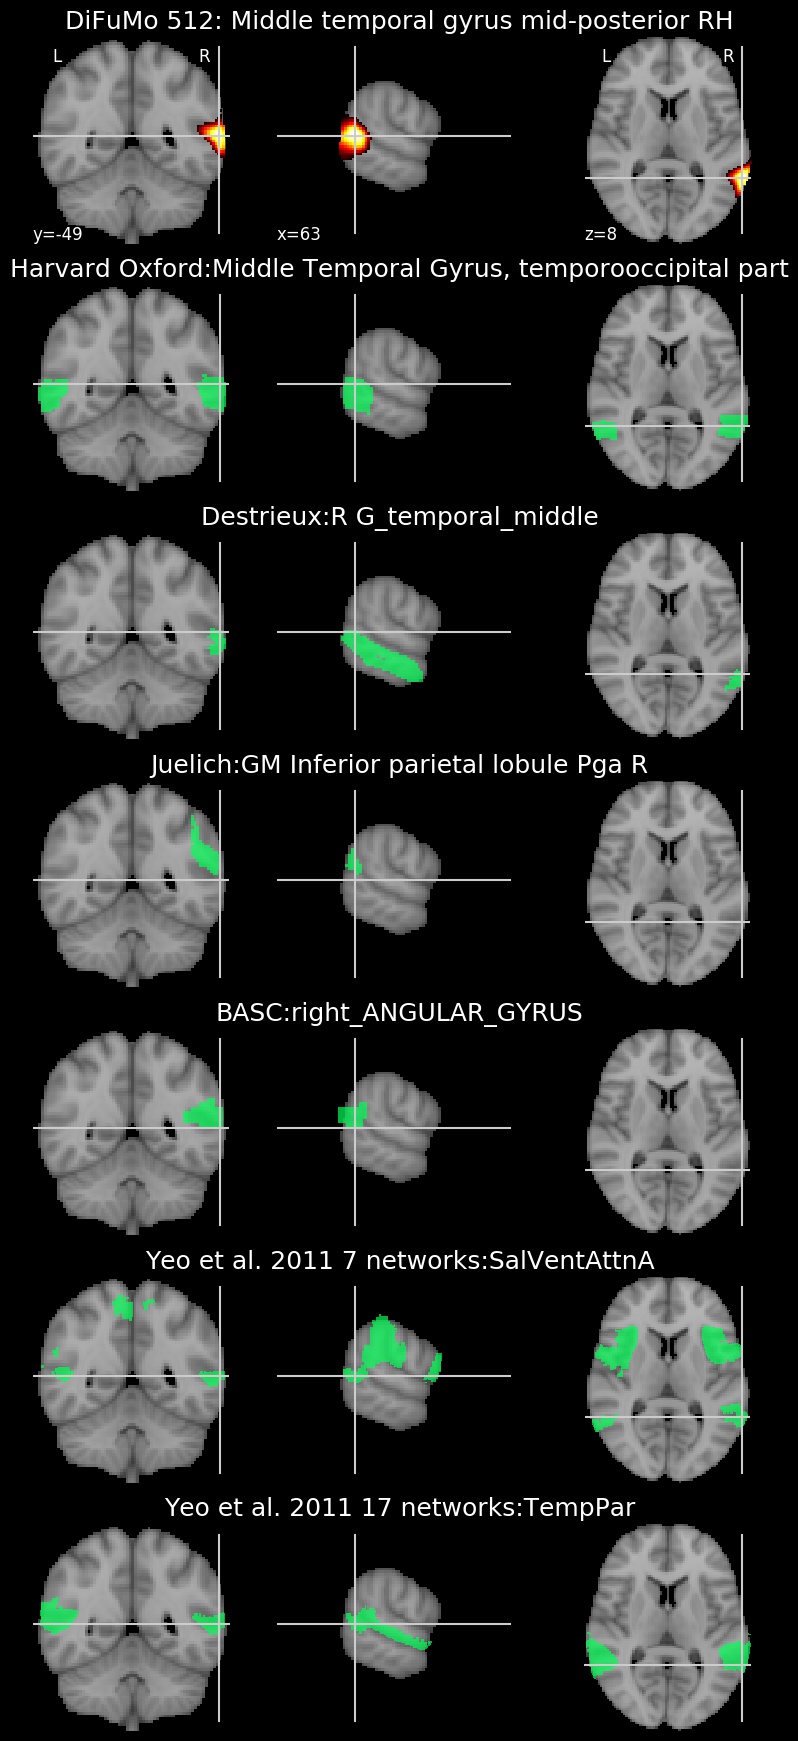 DiFuMo 512: Middle temporal gyrus mid-posterior RH
L R L R
y=-49 x=63 z=8
Harvard Oxford:Middle Temporal Gyrus, temporooccipital part
Destrieux:R G_temporal_middle
Juelich:GM Inferior parietal lobule Pga R
BASC:right_ANGULAR_GYRUS
Yeo et al. 2011 7 networks:SalVentAttnA
Yeo et al. 2011 17 networks:TempPar